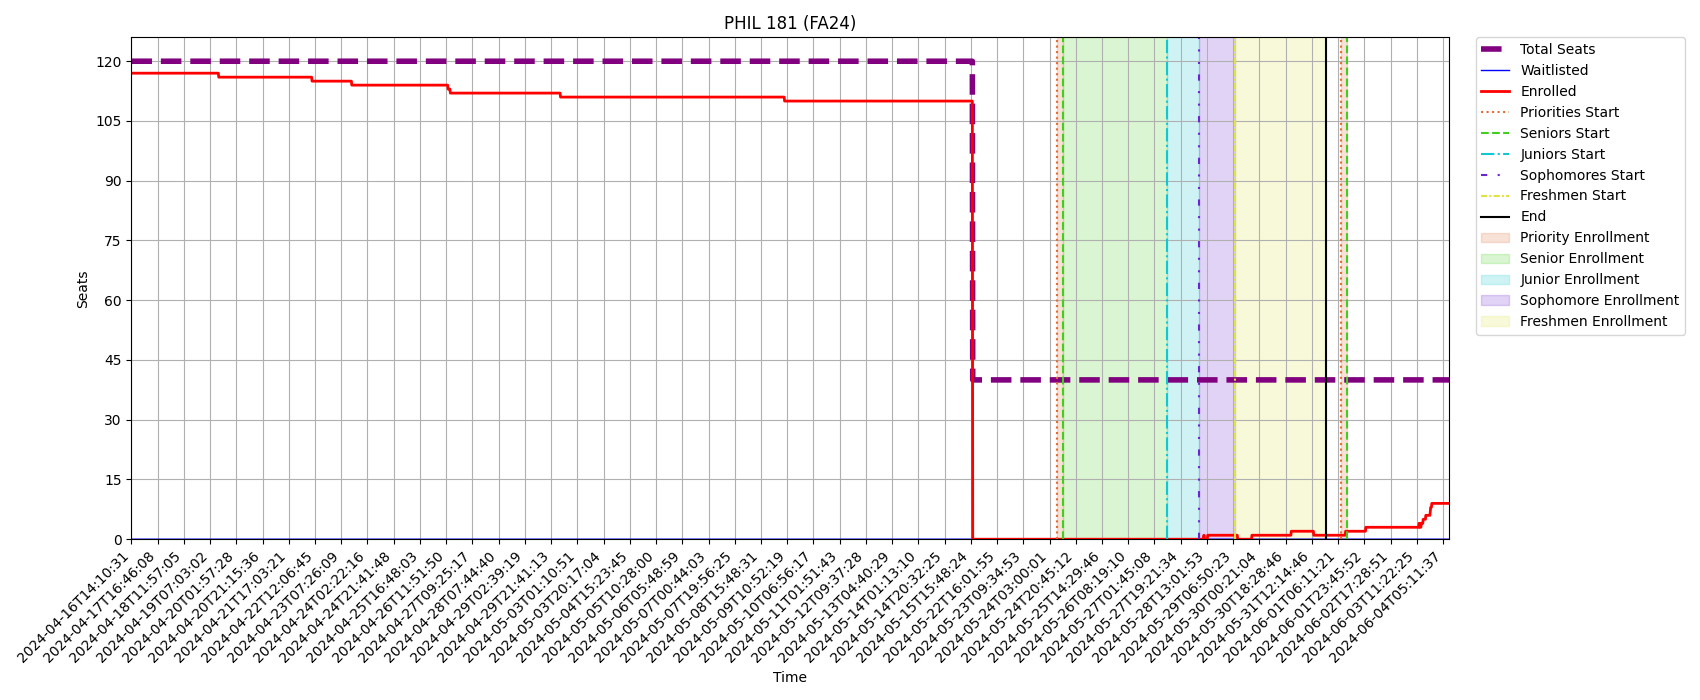 PHIL 181 (FA24)
Seats
120
105
90
75
60
45
30
15
0
2024-04-16T14:10:31
2024-04-17T16:46:08
2024-04-18T11:57:05
2024-04-19T07:03:02
2024-04-20T01:57:28
2024-04-20T21:15:36
2024-04-21T17:03:21
2024-04-22T12:06:45
2024-04-23T07:26:09
2024-04-24T02:22:16
2024-04-24T21:41:48
2024-04-25T16:48:03
2024-04-26T11:51:50
2024-04-27T09:25:17
2024-04-28T07:44:40
2024-04-29T02:39:19
2024-04-29T21:41:13
2024-05-03T01:10:51
2024-05-03T20:17:04
2024-05-04T15:23:45
2024-05-05T10:28:00
2024-05-06T05:48:59
2024-05-07T00:44:03
2024-05-07T19:56:25
2024-05-08T15:48:31
2024-05-09T10:52:19
2024-05-10T06:56:17
2024-05-11T01:51:43
2024-05-12T09:37:28
2024-05-13T04:40:29
2024-05-14T01:13:10
2024-05-14T20:32:25
2024-05-15T15:48:24
2024-05-22T16:01:55
2024-05-23T09:34:53
2024-05-24T03:00:01
2024-05-24T20:45:12
2024-05-25T14:29:46
2024-05-26T08:19:10
2024-05-27T01:45:08
2024-05-27T19:21:34
2024-05-28T13:01:53
2024-05-29T06:50:23
2024-05-30T00:21:04
2024-05-30T18:28:46
2024-05-31T12:14:46
2024-06-01T06:11:21
2024-06-01T23:45:52
2024-06-02T17:28:51
2024-06-03T11:22:25
2024-06-04T05:11:37
Time
Total Seats
Waitlisted
Enrolled
Priorities Start
Seniors Start
Juniors Start
Sophomores Start
Freshmen Start
End
Priority Enrollment
Senior Enrollment
Junior Enrollment
Sophomore Enrollment
Freshmen Enrollment